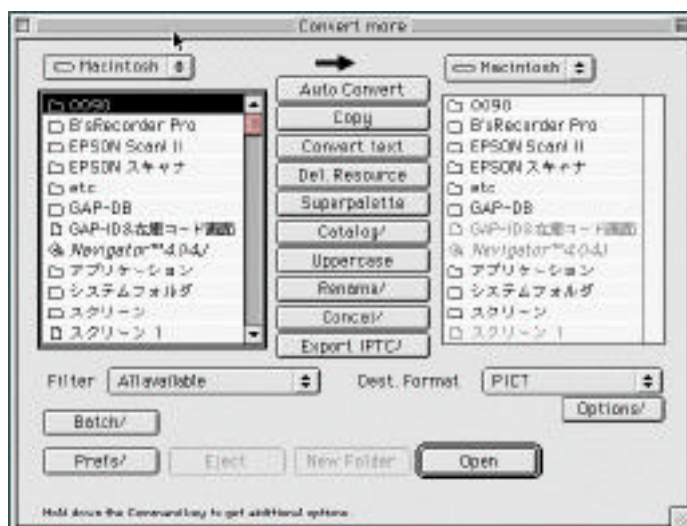 Convert more
Macintosh
0090
B'sRecorder Pro
EPSON Scan! II
EPSON スキャナ
etc
GAP-DB
GAP-ID&在庫コード画面
Navigator™4.04J
アプリケーション
システムフォルダ
スクリーン
スクリーン 1
Auto Convert
Copy
Convert text
Del. Resource
Superpalette
Catalog/
Uppercase
Rename/
Cancel/
Export IPTC/
Macintosh
0090
B'sRecorder Pro
EPSON Scan! II
EPSON スキャナ
etc
GAP-DB
GAP-ID&在庫コード画面
Navigator™4.04J
アプリケーション
システムフォルダ
スクリーン
スクリーン 1
Filter All available
Dest. Format PICT
Options/
Batch/
Prefs/ Eject New Folder Open
Hold down the Command key to get additional options.